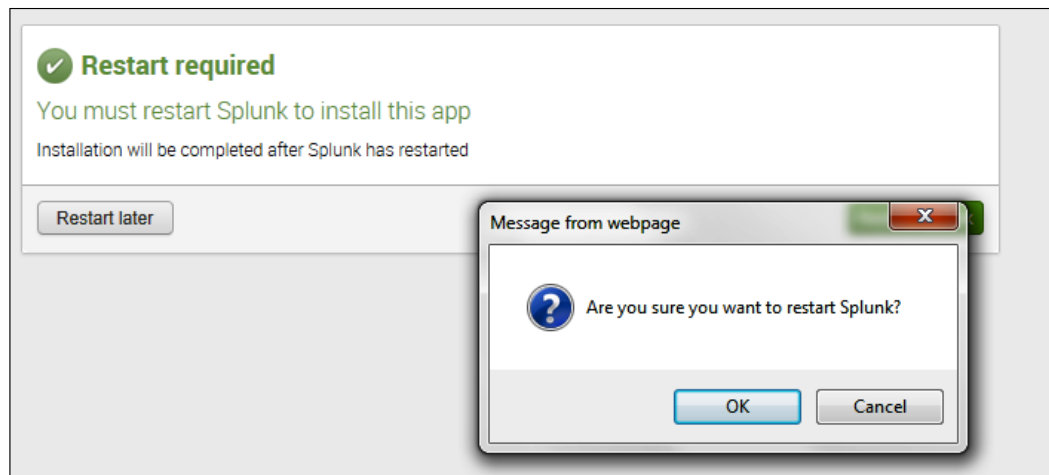 Restart required
You must restart Splunk to install this app
Installation will be completed after Splunk has restarted
Restart later
Message from webpage
Are you sure you want to restart Splunk?
OK
Cancel